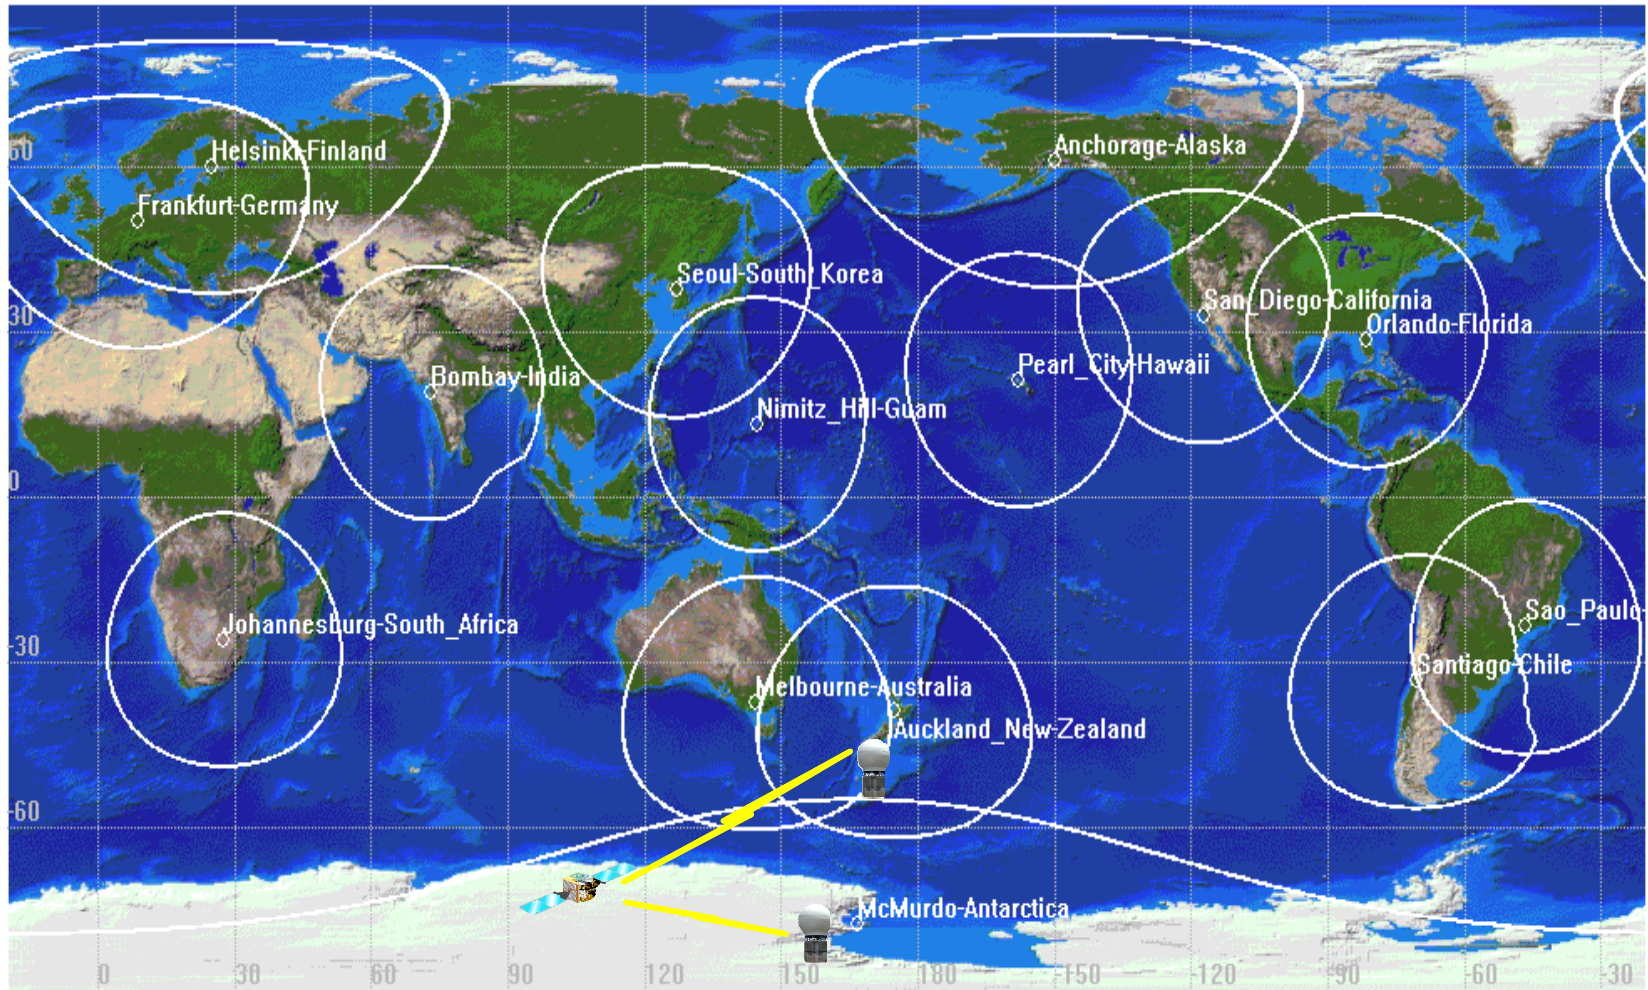 Anchorage-Alaska
60
Helsinki-Finland
Frankfurt-Germany
Seoul-South_Korea
San_Diego-California
30
Orlando-Florida
Pearl_City-Hawaii
Bombay-India
Nimitz_Hill-Guam
0
Sao_Paulo-
Johannesburg-South_Africa
-30
Santiago-Chile
Melbourne-Australia
Auckland_New-Zealand
-60
McMurdo-Antarctica
0 30 60 90 120 150 180 -150 -120 -90 -60 -30